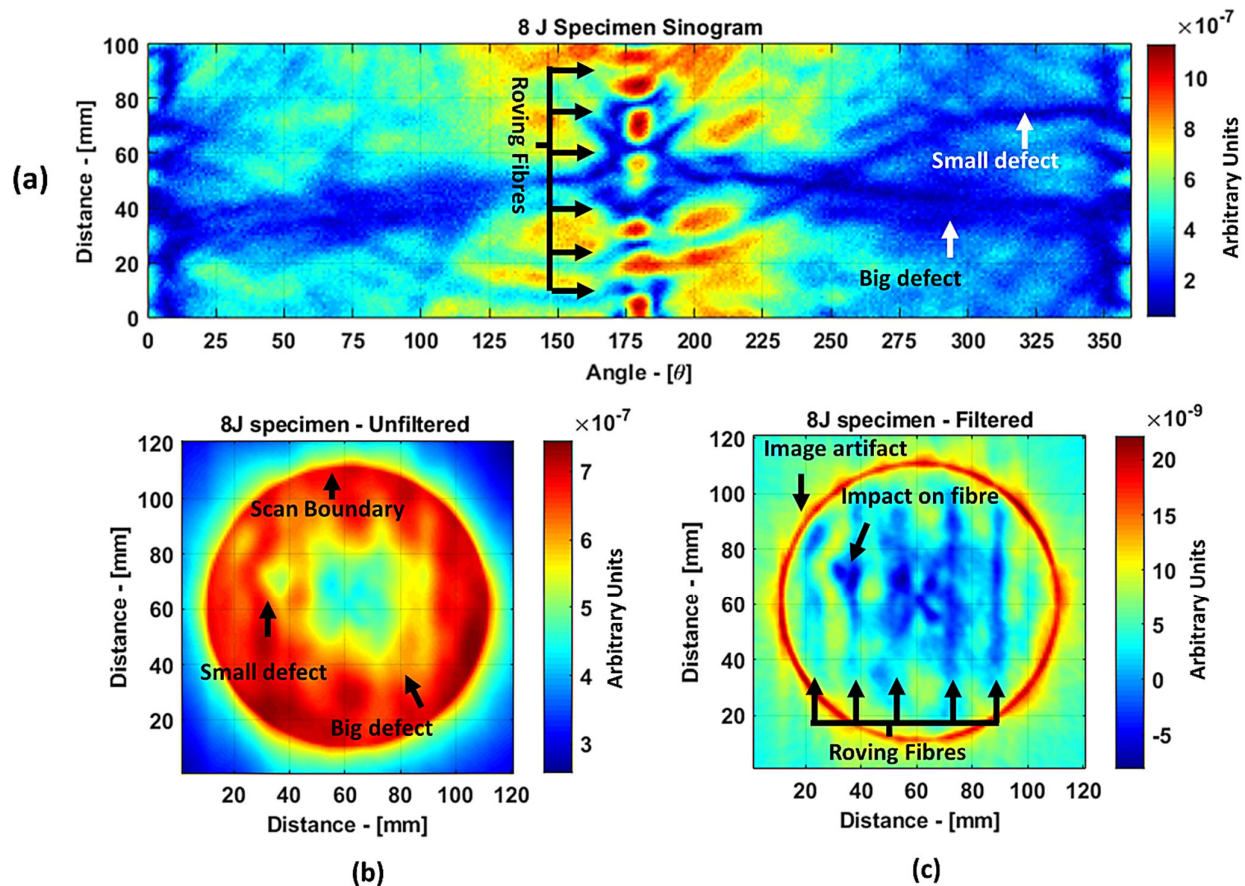 8 J Specimen Sinogram
×10-7
100
80
60
40
20
0
Distance - [mm]
Roving Fibres
Small defect
Big defect
10
8
6
4
2
Arbitrary Units
0 25 50 75 100 125 150 175 200 225 250 275 300 325 350
Angle - [θ]
(a)
8J specimen - Unfiltered
×10-7
120
100
80
60
40
20
Distance - [mm]
Scan Boundary
Small defect
Big defect
7
6
5
4
3
Arbitrary Units
20 40 60 80 100 120
Distance - [mm]
(b)
8J specimen - Filtered
×10-9
120
100
80
60
40
20
Distance - [mm]
Image artifact
Impact on fibre
Roving Fibres
20
15
10
5
0
-5
Arbitrary Units
20 40 60 80 100 120
Distance - [mm]
(c)